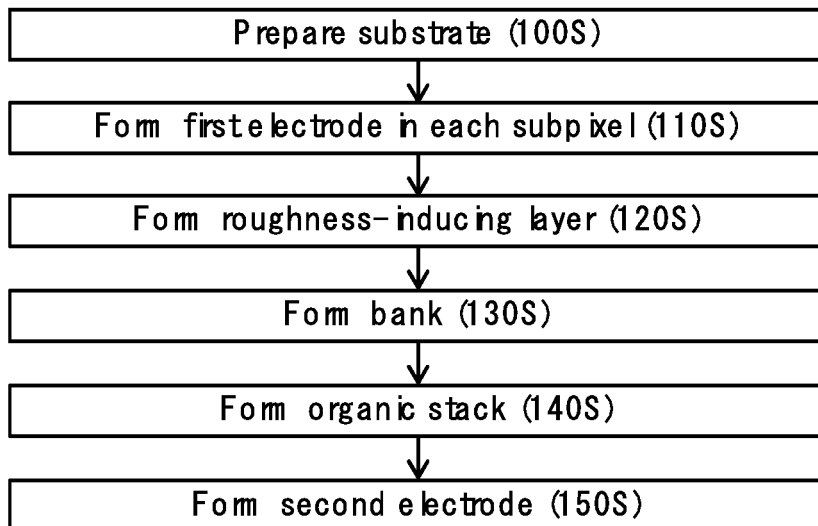 Prepare substrate (100S)
Form first electrode in each subpixel (110S)
Form roughness-inducing layer (120S)
Form bank (130S)
Form organic stack (140S)
Form second electrode (150S)